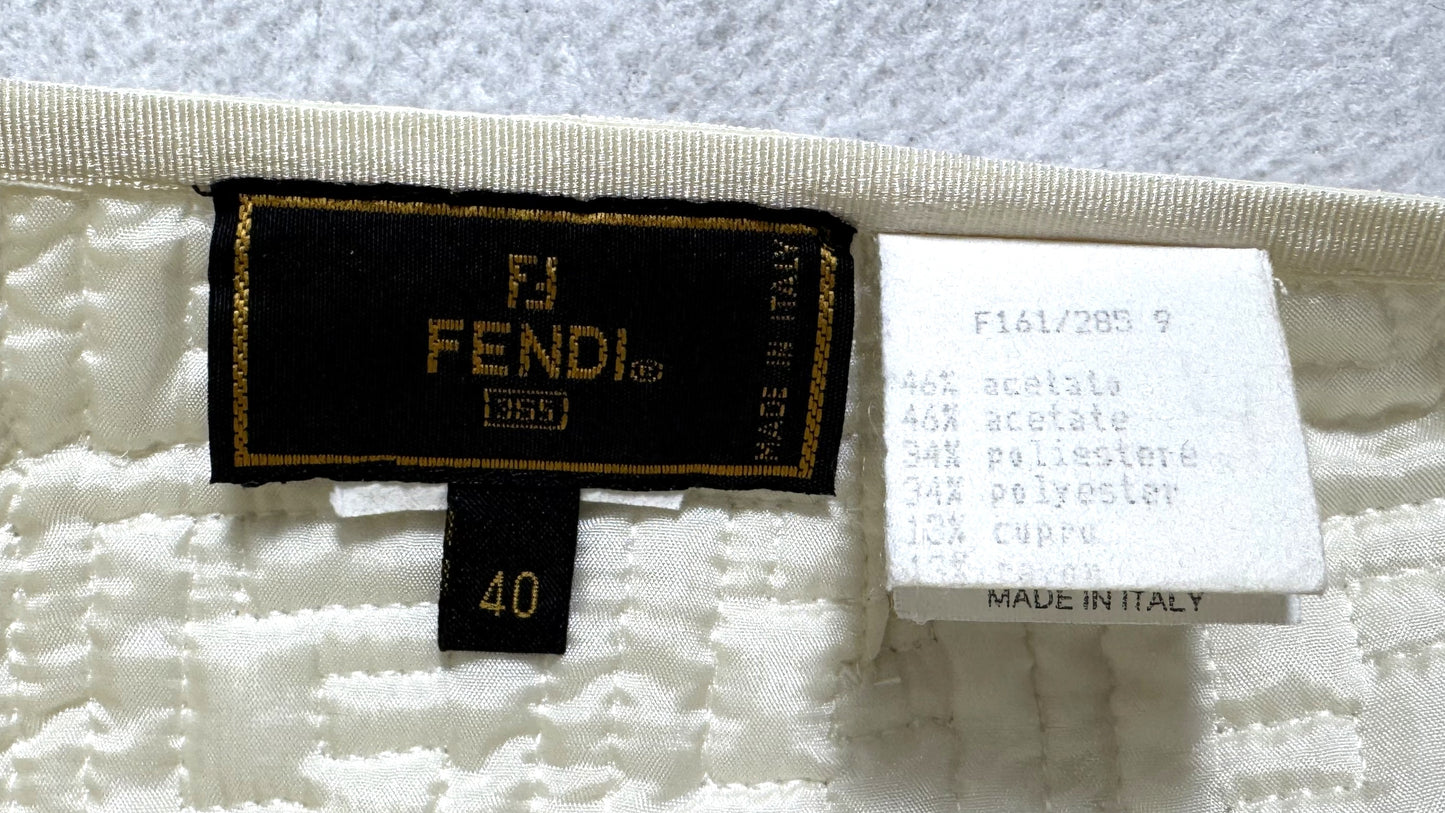 FENDI®
365
MADE IN ITALY
40
F161/285 9
46% acetato
46% acetate
34% poliestere
34% polyester
MADE IN ITALY